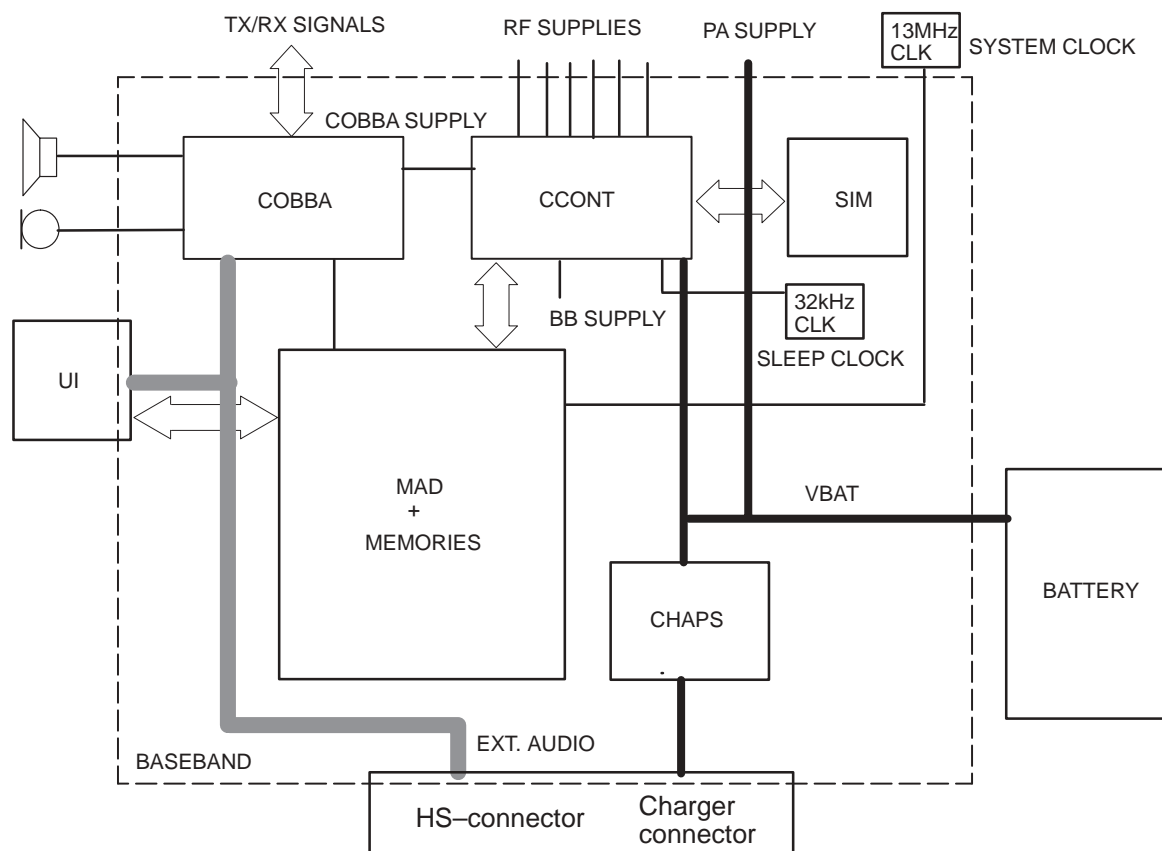 TX/RX SIGNALS
RF SUPPLIES
PA SUPPLY
13MHz
CLK
SYSTEM CLOCK
COBBA SUPPLY
COBBA
CCONT
SIM
BB SUPPLY
32kHz
CLK
SLEEP CLOCK
UI
MAD
+
MEMORIES
VBAT
BATTERY
CHAPS
EXT. AUDIO
BASEBAND
HS–connector
Charger
connector